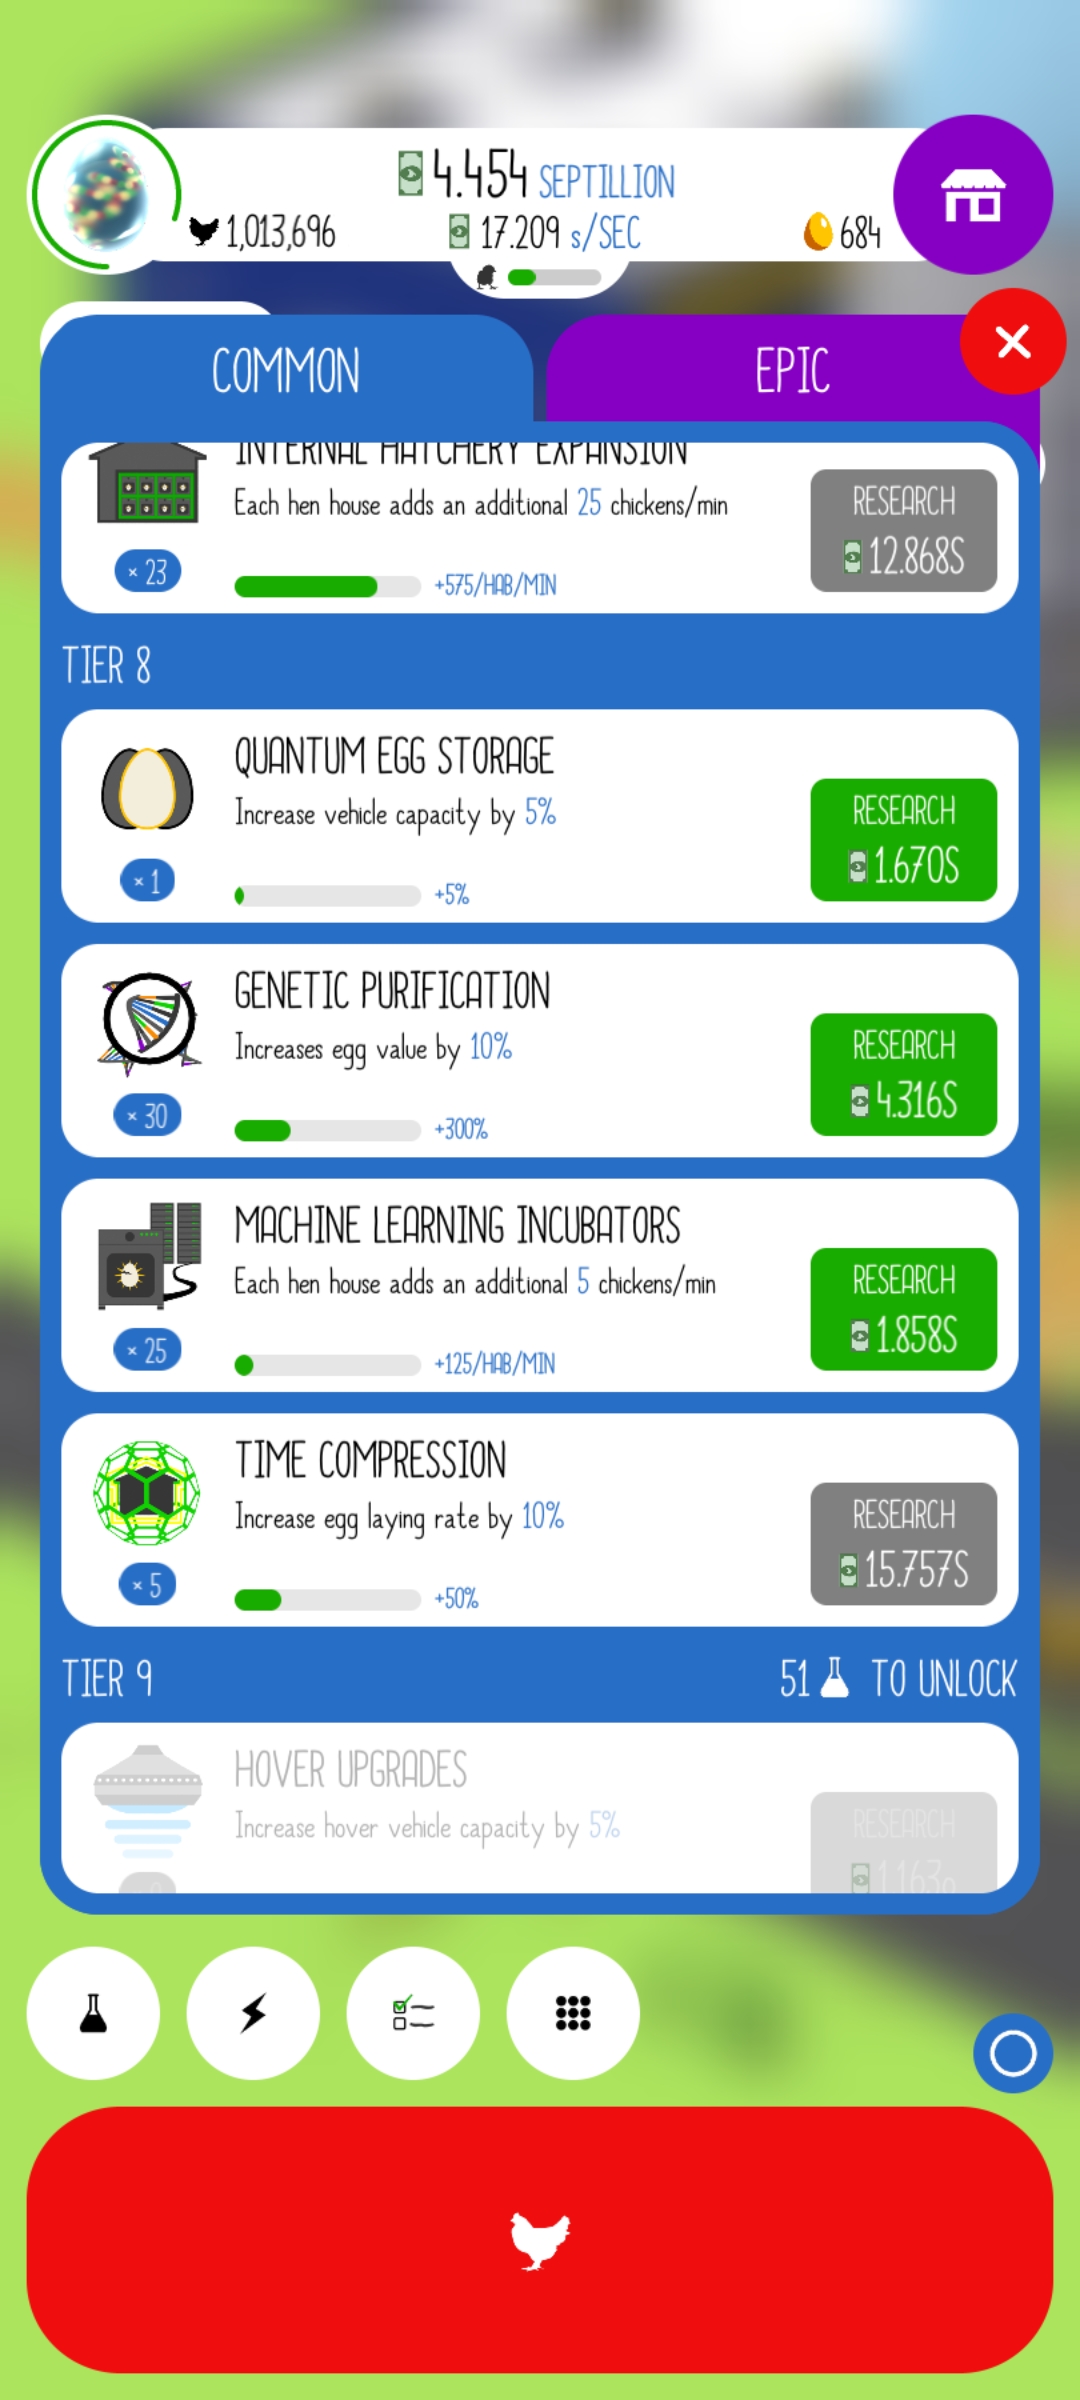 4.454 SEPTILLION
1,013,696
17.209 s/SEC
684
COMMON
EPIC
INTERNAL HATCHERY EXPANSION
Each hen house adds an additional 25 chickens/min
RESEARCH
12.868S
× 23
+575/HAB/MIN
TIER 8
QUANTUM EGG STORAGE
Increase vehicle capacity by 5%
RESEARCH
1.670S
× 1
+5%
GENETIC PURIFICATION
Increases egg value by 10%
RESEARCH
4.316S
× 30
+300%
MACHINE LEARNING INCUBATORS
Each hen house adds an additional 5 chickens/min
RESEARCH
1.858S
× 25
+125/HAB/MIN
TIME COMPRESSION
Increase egg laying rate by 10%
RESEARCH
15.757S
× 5
+50%
TIER 9
51 TO UNLOCK
HOVER UPGRADES
Increase hover vehicle capacity by 5%
RESEARCH